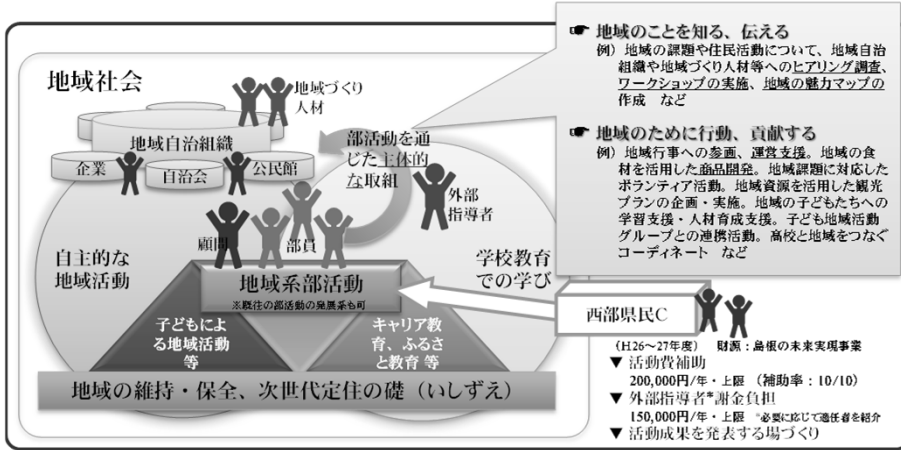 地域社会
地域づくり
人材
地域自治組織
企業
自治会
公民館
部活動を通
じた主体的
な取組
外部
指導者
顧問
部員
自主的な
地域活動
学校教育
での学び
地域系部活動
※既往の部活動の発展系も可
子どもによ
る地域活動
等
キャリア教
育、ふるさ
と教育 等
地域の維持・保全、次世代定住の礎（いしずえ）
☛ 地域のことを知る、伝える
例）地域の課題や住民活動について、地域自治
組織や地域づくり人材等へのヒアリング調査、
ワークショップの実施、地域の魅力マップの
作成 など
☛ 地域のために行動、貢献する
例）地域行事への参画、運営支援。地域の食
材を活用した商品開発。地域課題に対応した
ボランティア活動。地域資源を活用した観光
プランの企画・実施。地域の子どもたちへの
学習支援・人材育成支援。子ども地域活動
グループとの連携活動。高校と地域をつなぐ
コーディネート など
西部県民C
（H26～27年度） 財源：島根の未来実現事業
▼ 活動費補助
200,000円/年・上限 （補助率：10/10）
▼ 外部指導者*謝金負担
150,000円/年・上限 *必要に応じて適任者を紹介
▼ 活動成果を発表する場づくり